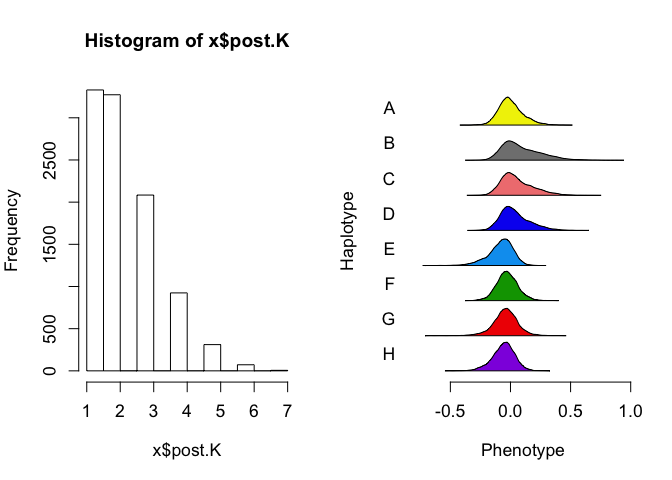 Histogram of x$post.K
Frequency
0
500
1500
2500
1 2 3 4 5 6 7
x$post.K
Haplotype
A
B
C
D
E
F
G
H
-0.5 0.0 0.5 1.0
Phenotype